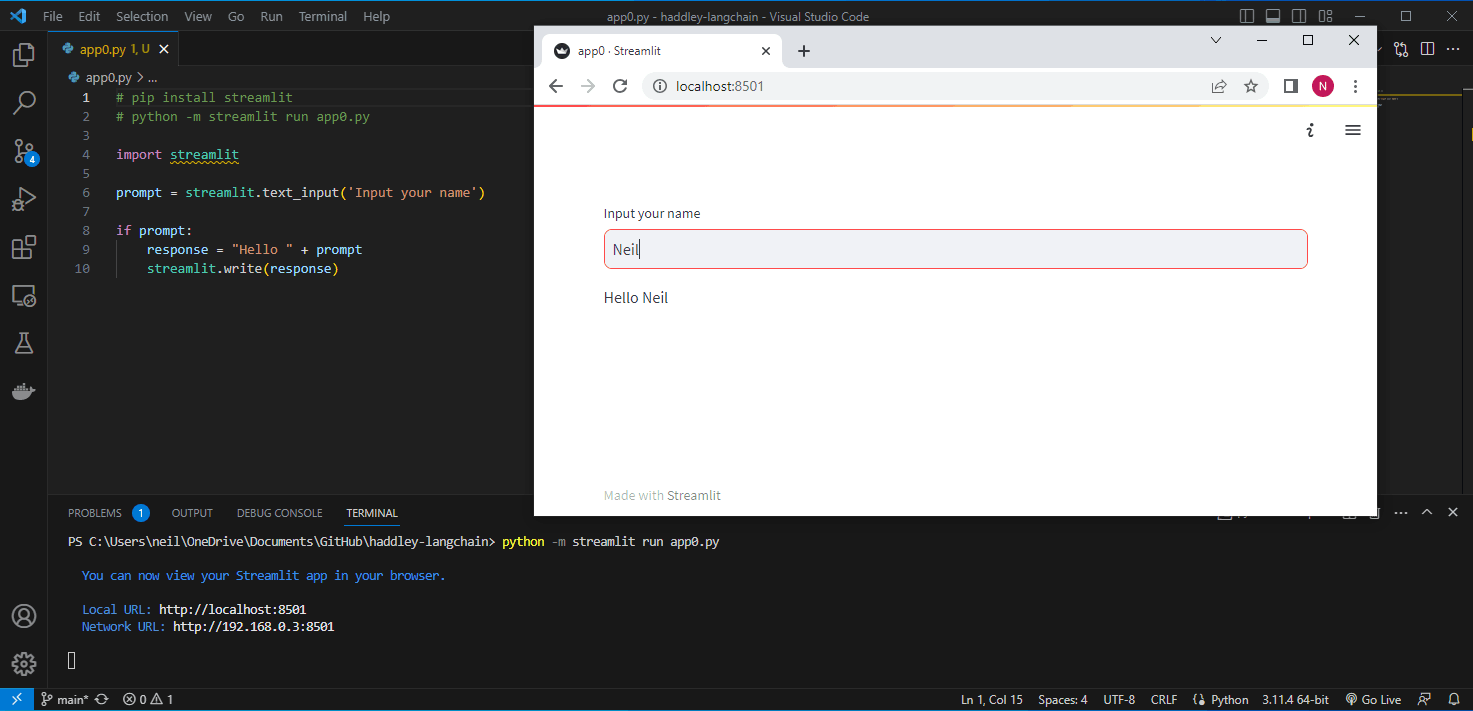 File Edit Selection View Go Run Terminal Help
app0.py - haddley-langchain - Visual Studio Code
app0.py 1, U
app0.py > ...
1 # pip install streamlit
2 # python -m streamlit run app0.py
3
4 import streamlit
5
6 prompt = streamlit.text_input('Input your name')
7
8 if prompt:
9 response = "Hello " + prompt
10 streamlit.write(response)
app0 · Streamlit
localhost:8501
N
Input your name
Neil
Hello Neil
Made with Streamlit
4
PROBLEMS 1 OUTPUT DEBUG CONSOLE TERMINAL
PS C:\Users\neil\OneDrive\Documents\GitHub\haddley-langchain> python -m streamlit run app0.py
You can now view your Streamlit app in your browser.
Local URL: http://localhost:8501
Network URL: http://192.168.0.3:8501
main* 0 1 Ln 1, Col 15 Spaces: 4 UTF-8 CRLF Python 3.11.4 64-bit Go Live